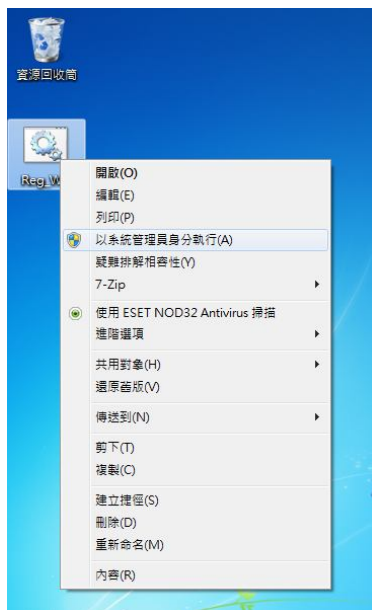 資源回收筒
Reg_W
開啟(O)
編輯(E)
列印(P)
以系統管理員身分執行(A)
疑難排解相容性(Y)
7-Zip
使用 ESET NOD32 Antivirus 掃描
進階選項
共用對象(H)
還原舊版(V)
傳送到(N)
剪下(T)
複製(C)
建立捷徑(S)
刪除(D)
重新命名(M)
內容(R)